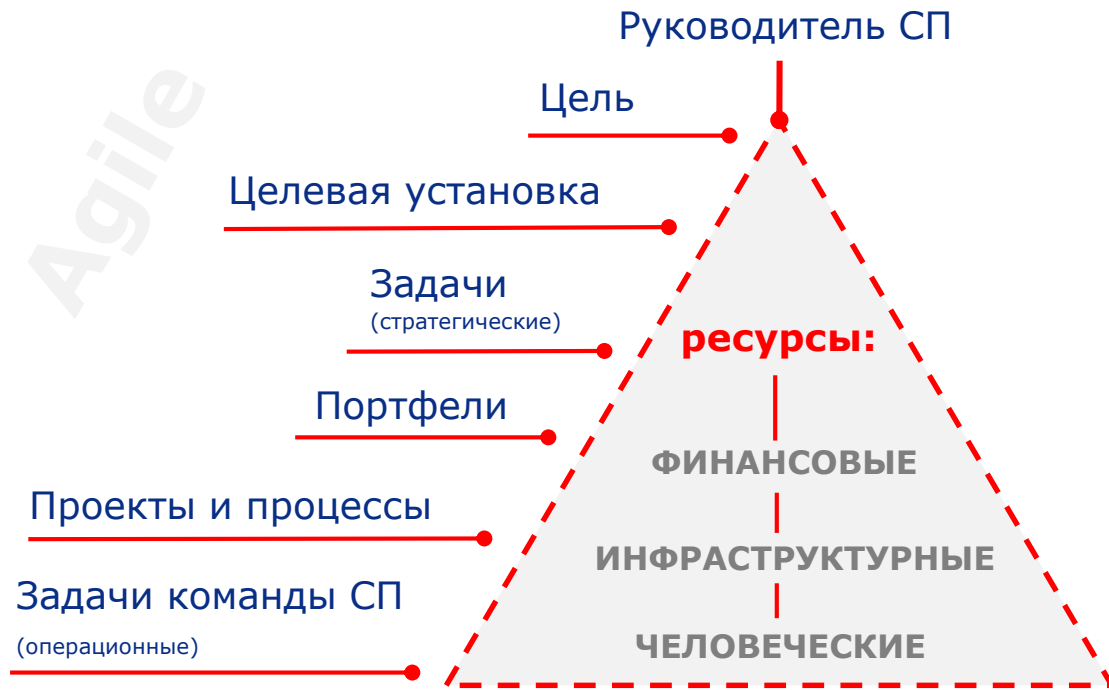 Руководитель СП
Цель
Agile
Целевая установка
Задачи
(стратегические)
ресурсы:
Портфели
ФИНАНСОВЫЕ
Проекты и процессы
ИНФРАСТРУКТУРНЫЕ
Задачи команды СП
(операционные)
ЧЕЛОВЕЧЕСКИЕ